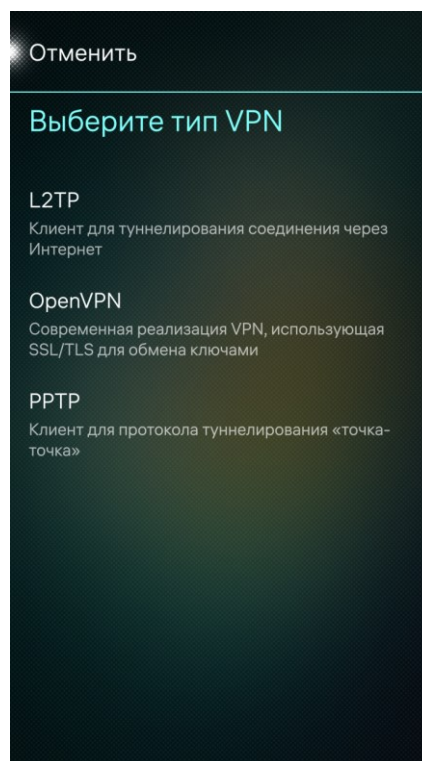 Отменить
Выберите тип VPN
L2TP
Клиент для туннелирования соединения через
Интернет
OpenVPN
Современная реализация VPN, использующая
SSL/TLS для обмена ключами
PPTP
Клиент для протокола туннелирования «точка-
точка»